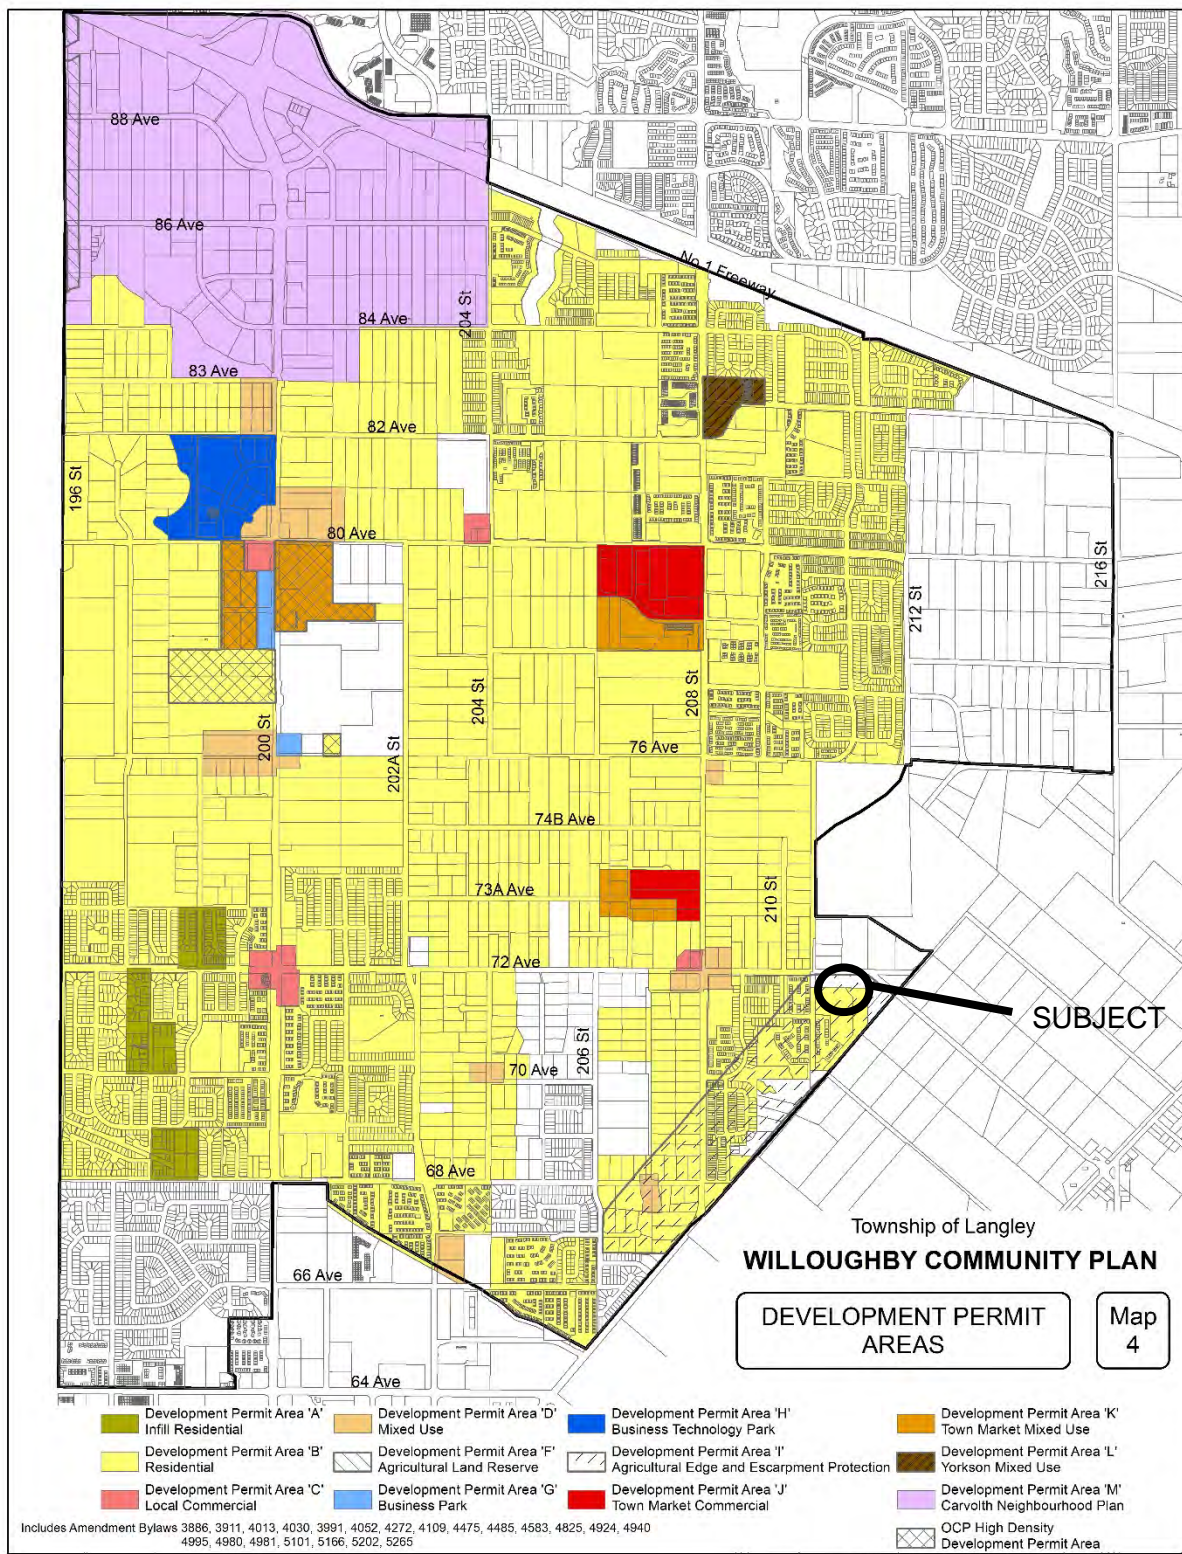 88 Ave
86 Ave
No 1 Freeway
204 St
84 Ave
83 Ave
82 Ave
196 St
80 Ave
216 St
212 St
208 St
204 St
200 St
202A St
76 Ave
74B Ave
73A Ave
210 St
72 Ave
SUBJECT
206 St
70 Ave
68 Ave
66 Ave
64 Ave
Township of Langley
WILLOUGHBY COMMUNITY PLAN
DEVELOPMENT PERMIT
AREAS
Map
4
Development Permit Area 'A'
Infill Residential
Development Permit Area 'B'
Residential
Development Permit Area 'C'
Local Commercial
Development Permit Area 'D'
Mixed Use
Development Permit Area 'F'
Agricultural Land Reserve
Development Permit Area 'G'
Business Park
Development Permit Area 'H'
Business Technology Park
Development Permit Area 'I'
Agricultural Edge and Escarpment Protection
Development Permit Area 'J'
Town Market Commercial
Development Permit Area 'K'
Town Market Mixed Use
Development Permit Area 'L'
Yorkson Mixed Use
Development Permit Area 'M'
Carvolth Neighbourhood Plan
OCP High Density
Development Permit Area
Includes Amendment Bylaws 3886, 3911, 4013, 4030, 3991, 4052, 4272, 4109, 4475, 4485, 4583, 4825, 4924, 4940
4995, 4980, 4981, 5101, 5166, 5202, 5265